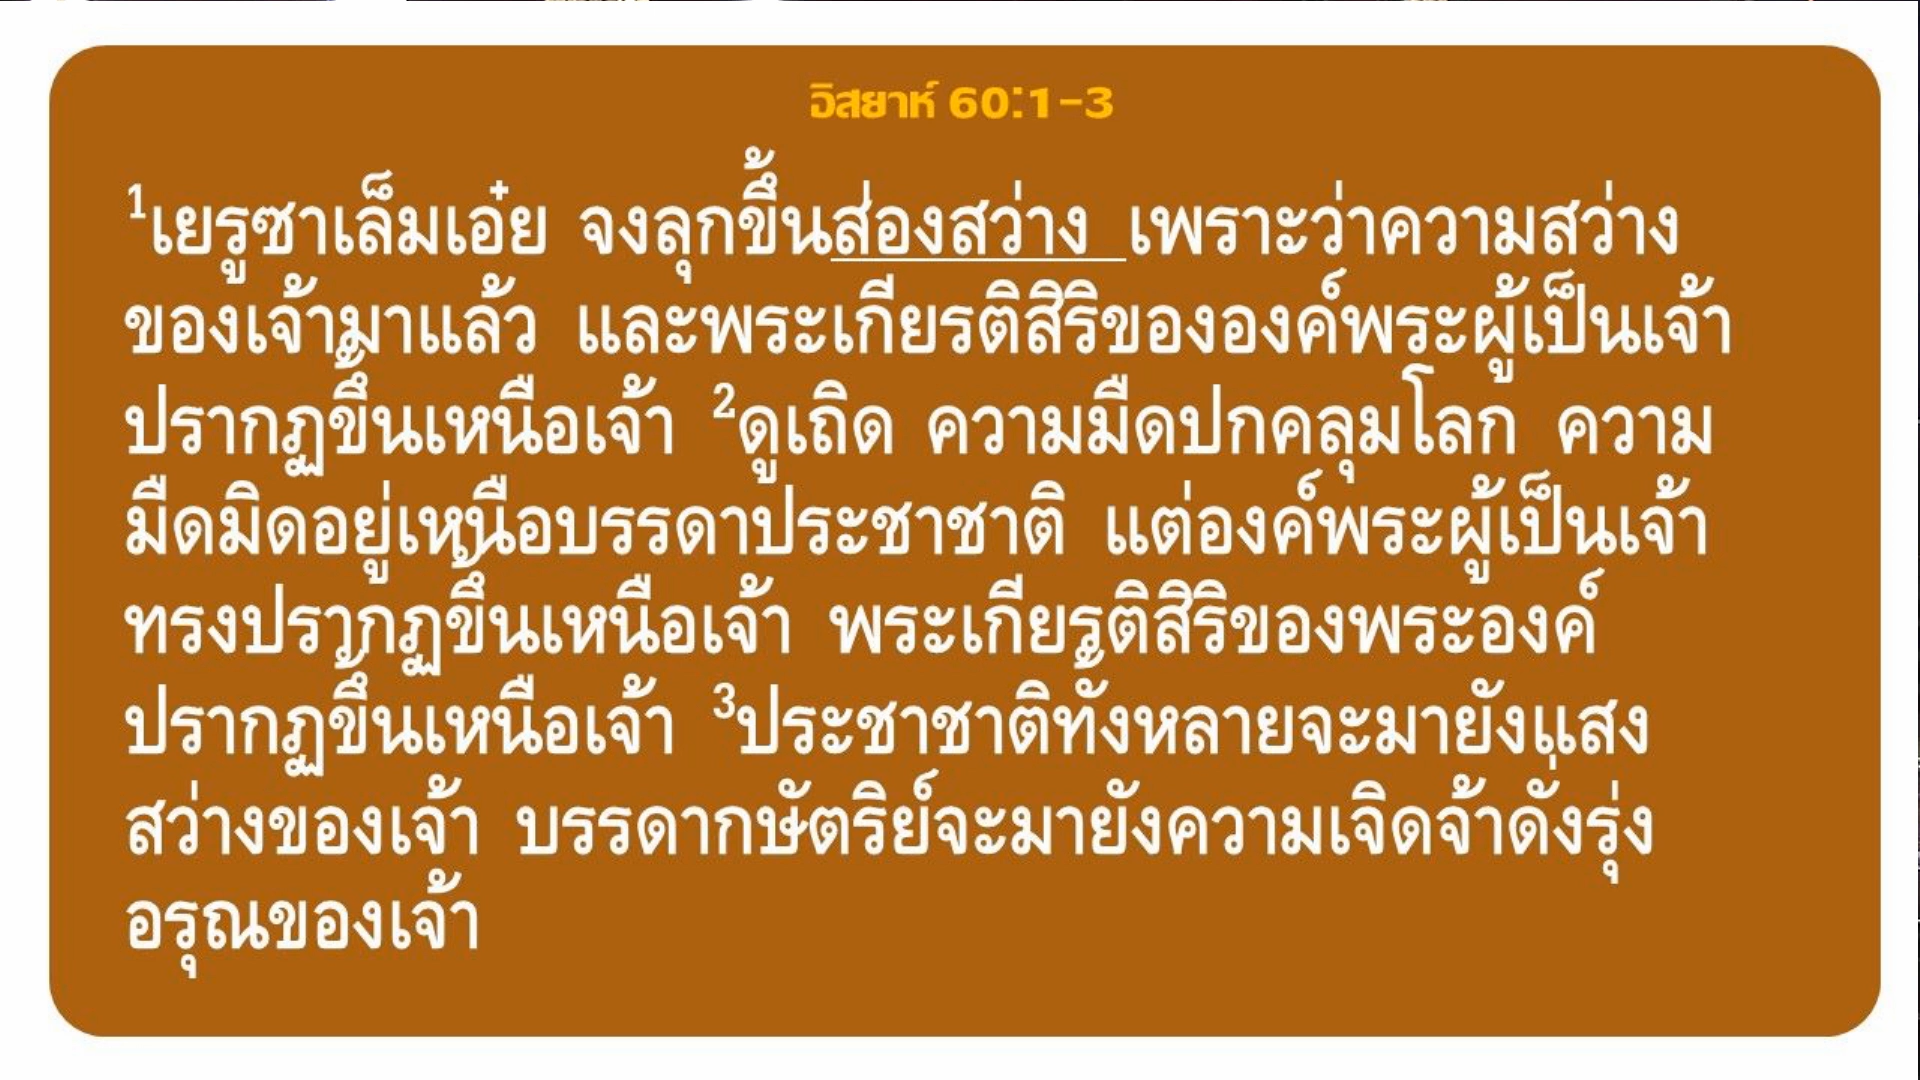 อิสยาห์ 60:1-3
¹เยรูซาเล็มเอ๋ย จงลุกขึ้นส่องสว่าง เพราะว่าความสว่าง
ของเจ้ามาแล้ว และพระเกียรติสิริขององค์พระผู้เป็นเจ้า
ปรากฏขึ้นเหนือเจ้า ²ดูเถิด ความมืดปกคลุมโลก ความ
มืดมิดอยู่เหนือบรรดาประชาชาติ แต่องค์พระผู้เป็นเจ้า
ทรงปรากฏขึ้นเหนือเจ้า พระเกียรติสิริของพระองค์
ปรากฏขึ้นเหนือเจ้า ³ประชาชาติทั้งหลายจะมายังแสง
สว่างของเจ้า บรรดากษัตริย์จะมายังความเจิดจ้าดั่งรุ่ง
อรุณของเจ้า